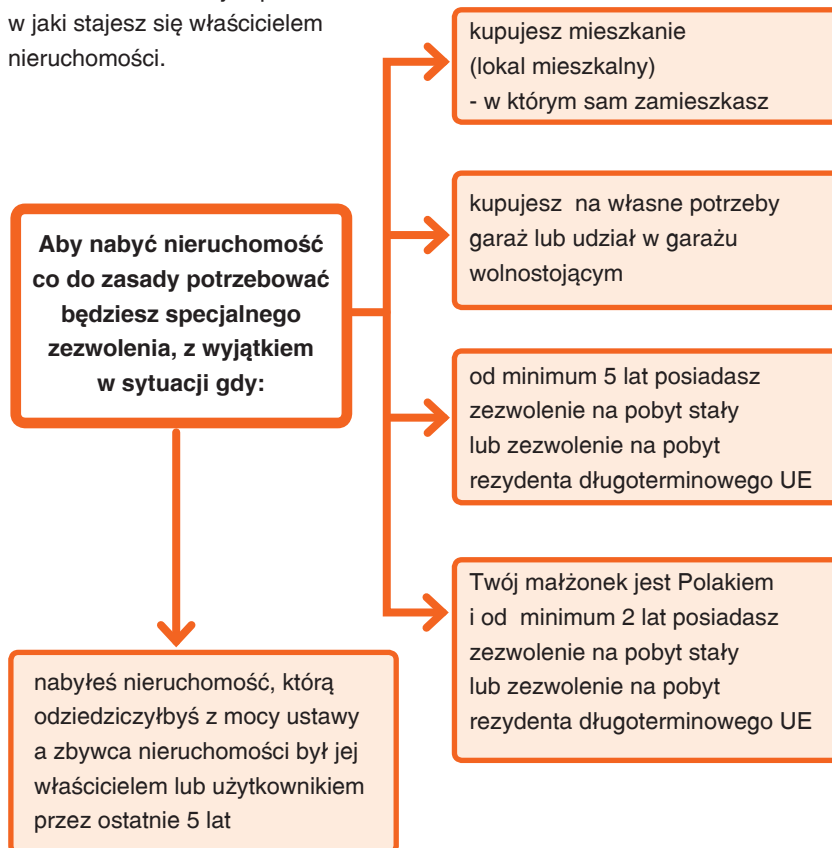 w jaki stajesz się właścicielem
nieruchomości.
Aby nabyć nieruchomość
co do zasady potrzebować
będziesz specjalnego
zezwolenia, z wyjątkiem
w sytuacji gdy:
kupujesz mieszkanie
(lokal mieszkalny)
- w którym sam zamieszkasz
kupujesz  na własne potrzeby
garaż lub udział w garażu
wolnostojącym
od minimum 5 lat posiadasz
zezwolenie na pobyt stały
lub zezwolenie na pobyt
rezydenta długoterminowego UE
Twój małżonek jest Polakiem
i od  minimum 2 lat posiadasz
zezwolenie na pobyt stały
lub zezwolenie na pobyt
rezydenta długoterminowego UE
nabyłeś nieruchomość, którą
odziedziczyłbyś z mocy ustawy
a zbywca nieruchomości był jej
właścicielem lub użytkownikiem
przez ostatnie 5 lat